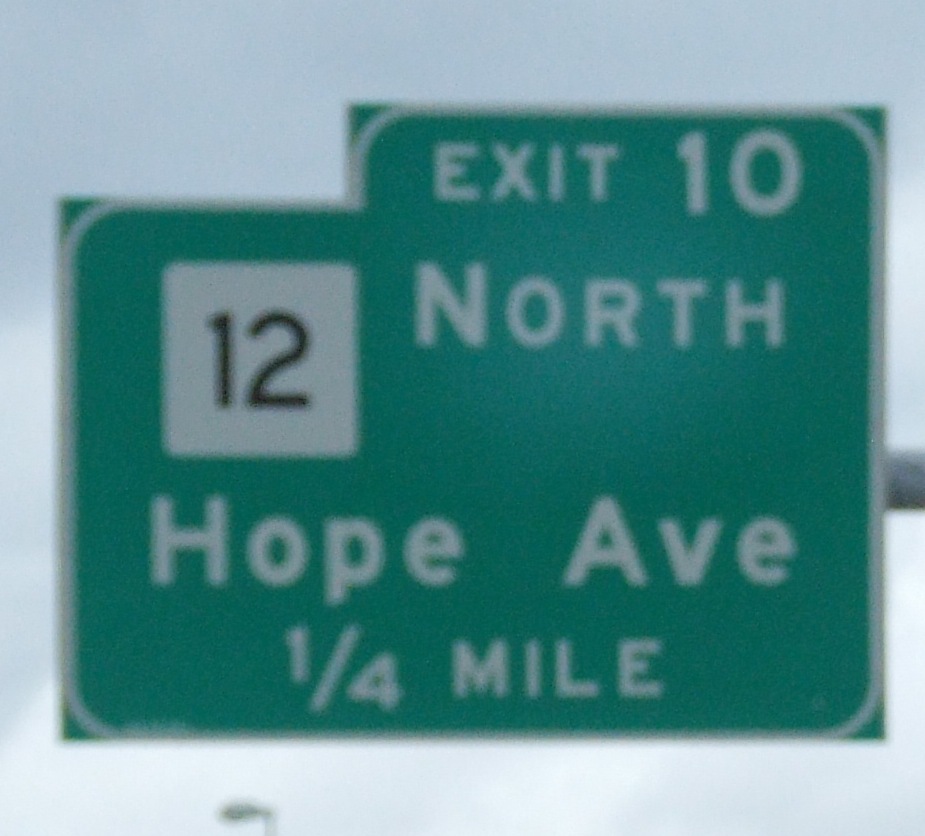 EXIT 10
12 NORTH
Hope Ave
1/4 MILE